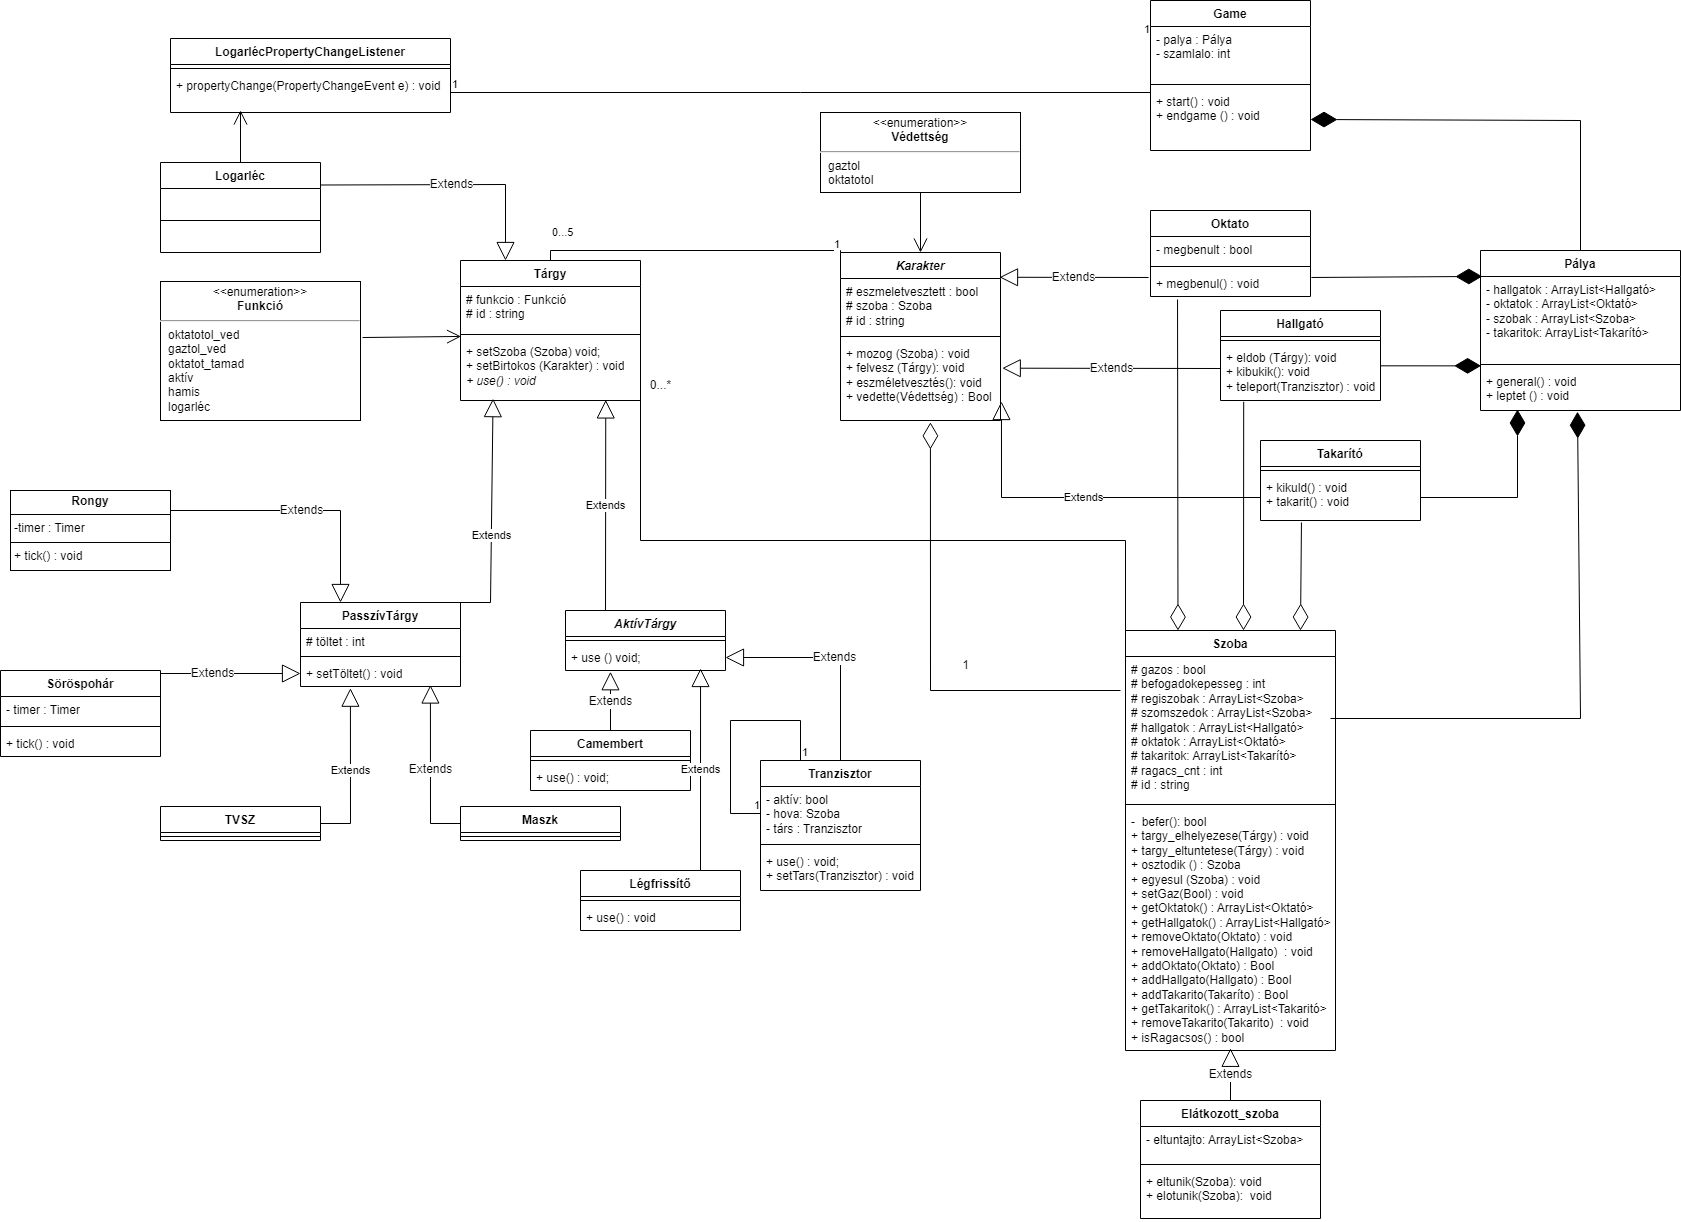 Game
- palya : Pálya
- szamlalo: int
+ start() : void
+ endgame () : void
1
LogarlécPropertyChangeListener
+ propertyChange(PropertyChangeEvent e) : void
1
<<enumeration>>
Védettség
gaztol
oktatotol
Logarléc
Extends
0...5
1
Tárgy
# funkcio : Funkció
# id : string
+ setSzoba (Szoba) void;
+ setBirtokos (Karakter) : void
+ use() : void
0...*
<<enumeration>>
Funkció
oktatotol_ved
gaztol_ved
oktatot_tamad
aktív
hamis
logarléc
Karakter
# eszmeletvesztett : bool
# szoba : Szoba
# id : string
+ mozog (Szoba) : void
+ felvesz (Tárgy): void
+ eszméletvesztés(): void
+ vedette(Védettség) : Bool
Extends
Oktato
- megbenult : bool
+ megbenul() : void
Extends
Hallgató
+ eldob (Tárgy): void
+ kibukik(): void
+ teleport(Tranzisztor) : void
Extends
Takarító
+ kikuld() : void
+ takarit() : void
Pálya
- hallgatok : ArrayList<Hallgató>
- oktatok : ArrayList<Oktató>
- szobak : ArrayList<Szoba>
- takaritok: ArrayList<Takarító>
+ general() : void
+ leptet () : void
Rongy
-timer : Timer
+ tick() : void
Extends
Extends
Extends
PasszívTárgy
# töltet : int
+ setTöltet() : void
AktívTárgy
+ use () void;
Söröspohár
- timer : Timer
+ tick() : void
Extends
Extends
Extends
TVSZ
Maszk
Extends
Camembert
+ use() : void;
Extends
Légfrissítő
+ use() : void
Extends
1
1
Tranzisztor
- aktív: bool
- hova: Szoba
- társ : Tranzisztor
+ use() : void;
+ setTars(Tranzisztor) : void
1
Szoba
# gazos : bool
# befogadokepesseg : int
# regiszobak : ArrayList<Szoba>
# szomszedok : ArrayList<Szoba>
# hallgatok : ArrayList<Hallgató>
# oktatok : ArrayList<Oktató>
# takaritok: ArrayList<Takarító>
# ragacs_cnt : int
# id : string
- befer(): bool
+ targy_elhelyezese(Tárgy) : void
+ targy_eltuntetese(Tárgy) : void
+ osztodik () : Szoba
+ egyesul (Szoba) : void
+ setGaz(Bool) : void
+ getOktatok() : ArrayList<Oktató>
+ getHallgatok() : ArrayList<Hallgató>
+ removeOktato(Oktato) : void
+ removeHallgato(Hallgato) : void
+ addOktato(Oktato) : Bool
+ addHallgato(Hallgato) : Bool
+ addTakarito(Takaríto) : Bool
+ getTakaritok() : ArrayList<Takaritó>
+ removeTakarito(Takarito) : void
+ isRagacsos() : bool
Extends
Elátkozott_szoba
- eltuntajto: ArrayList<Szoba>
+ eltunik(Szoba): void
+ elotunik(Szoba): void